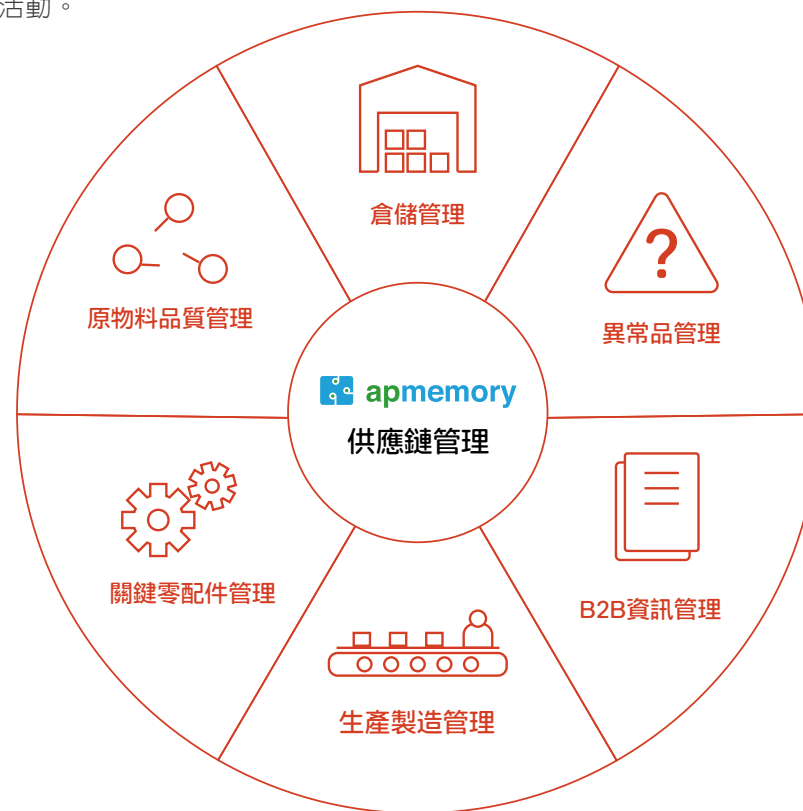 活動。
倉儲管理
原物料品質管理
?
異常品管理
apmemory
供應鏈管理
關鍵零配件管理
B2B資訊管理
生產製造管理